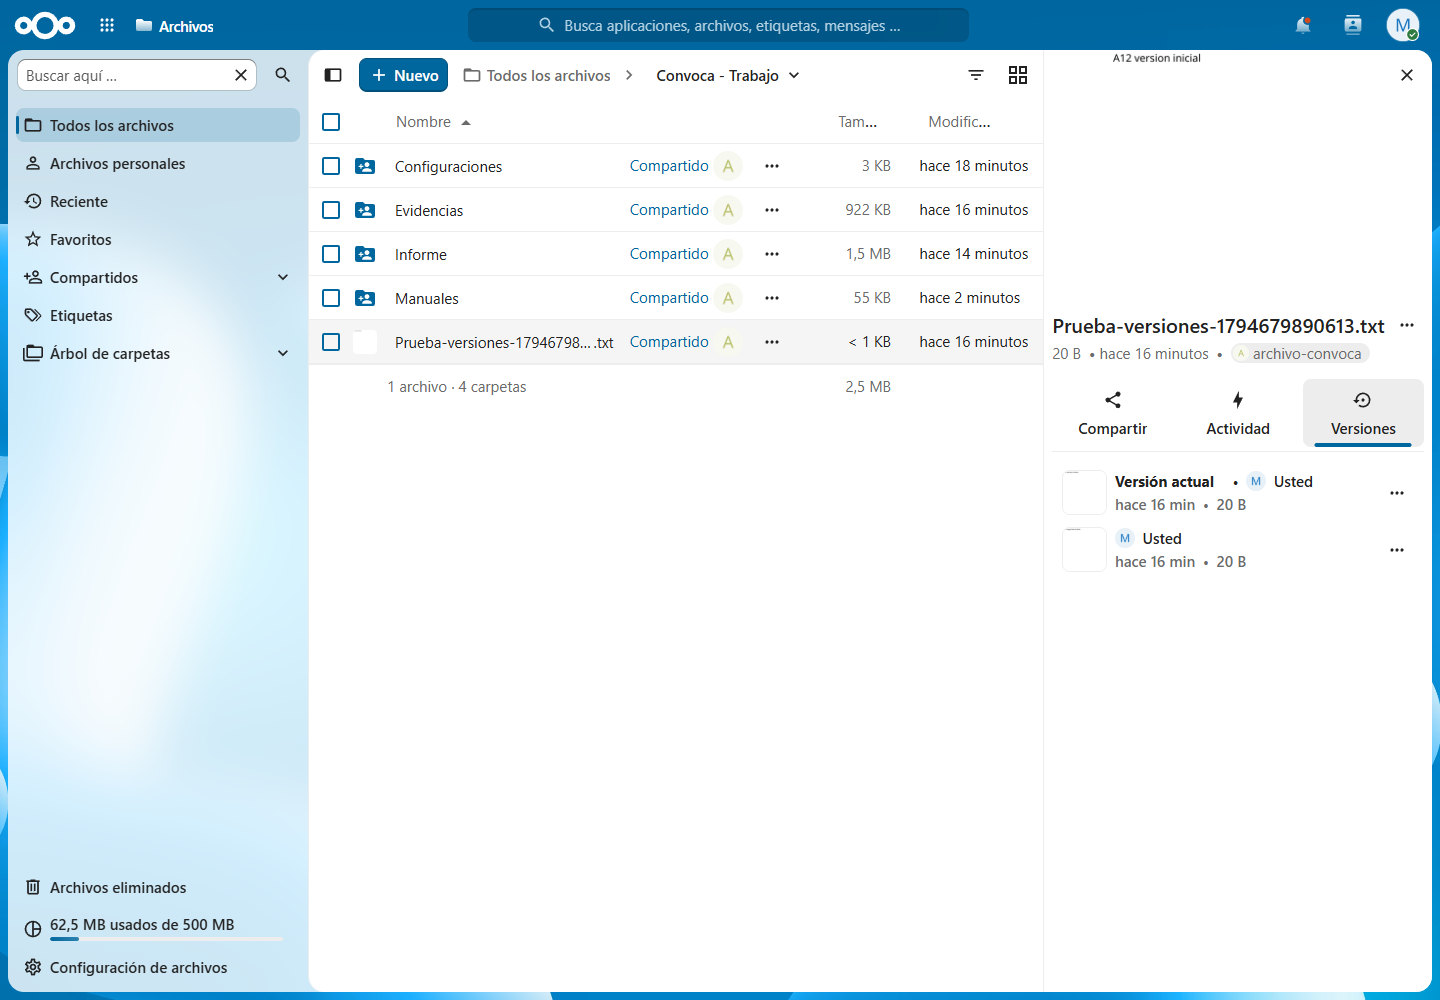 Archivos
Busca aplicaciones, archivos, etiquetas, mensajes ...
M
Buscar aquí ...
Todos los archivos
Archivos personales
Reciente
Favoritos
Compartidos
Etiquetas
Árbol de carpetas
Archivos eliminados
62,5 MB usados de 500 MB
Configuración de archivos
Nuevo
Todos los archivos
Convoca - Trabajo
Nombre Tam... Modific...
Configuraciones Compartido A 3 KB hace 18 minutos
Evidencias Compartido A 922 KB hace 16 minutos
Informe Compartido A 1,5 MB hace 14 minutos
Manuales Compartido A 55 KB hace 2 minutos
Prueba-versiones-17946798... .txt Compartido A < 1 KB hace 16 minutos
1 archivo · 4 carpetas 2,5 MB
A12 version inicial
Prueba-versiones-1794679890613.txt
20 B • hace 16 minutos • A archivo-convoca
Compartir
Actividad
Versiones
Versión actual • M Usted
hace 16 min • 20 B
M Usted
hace 16 min • 20 B